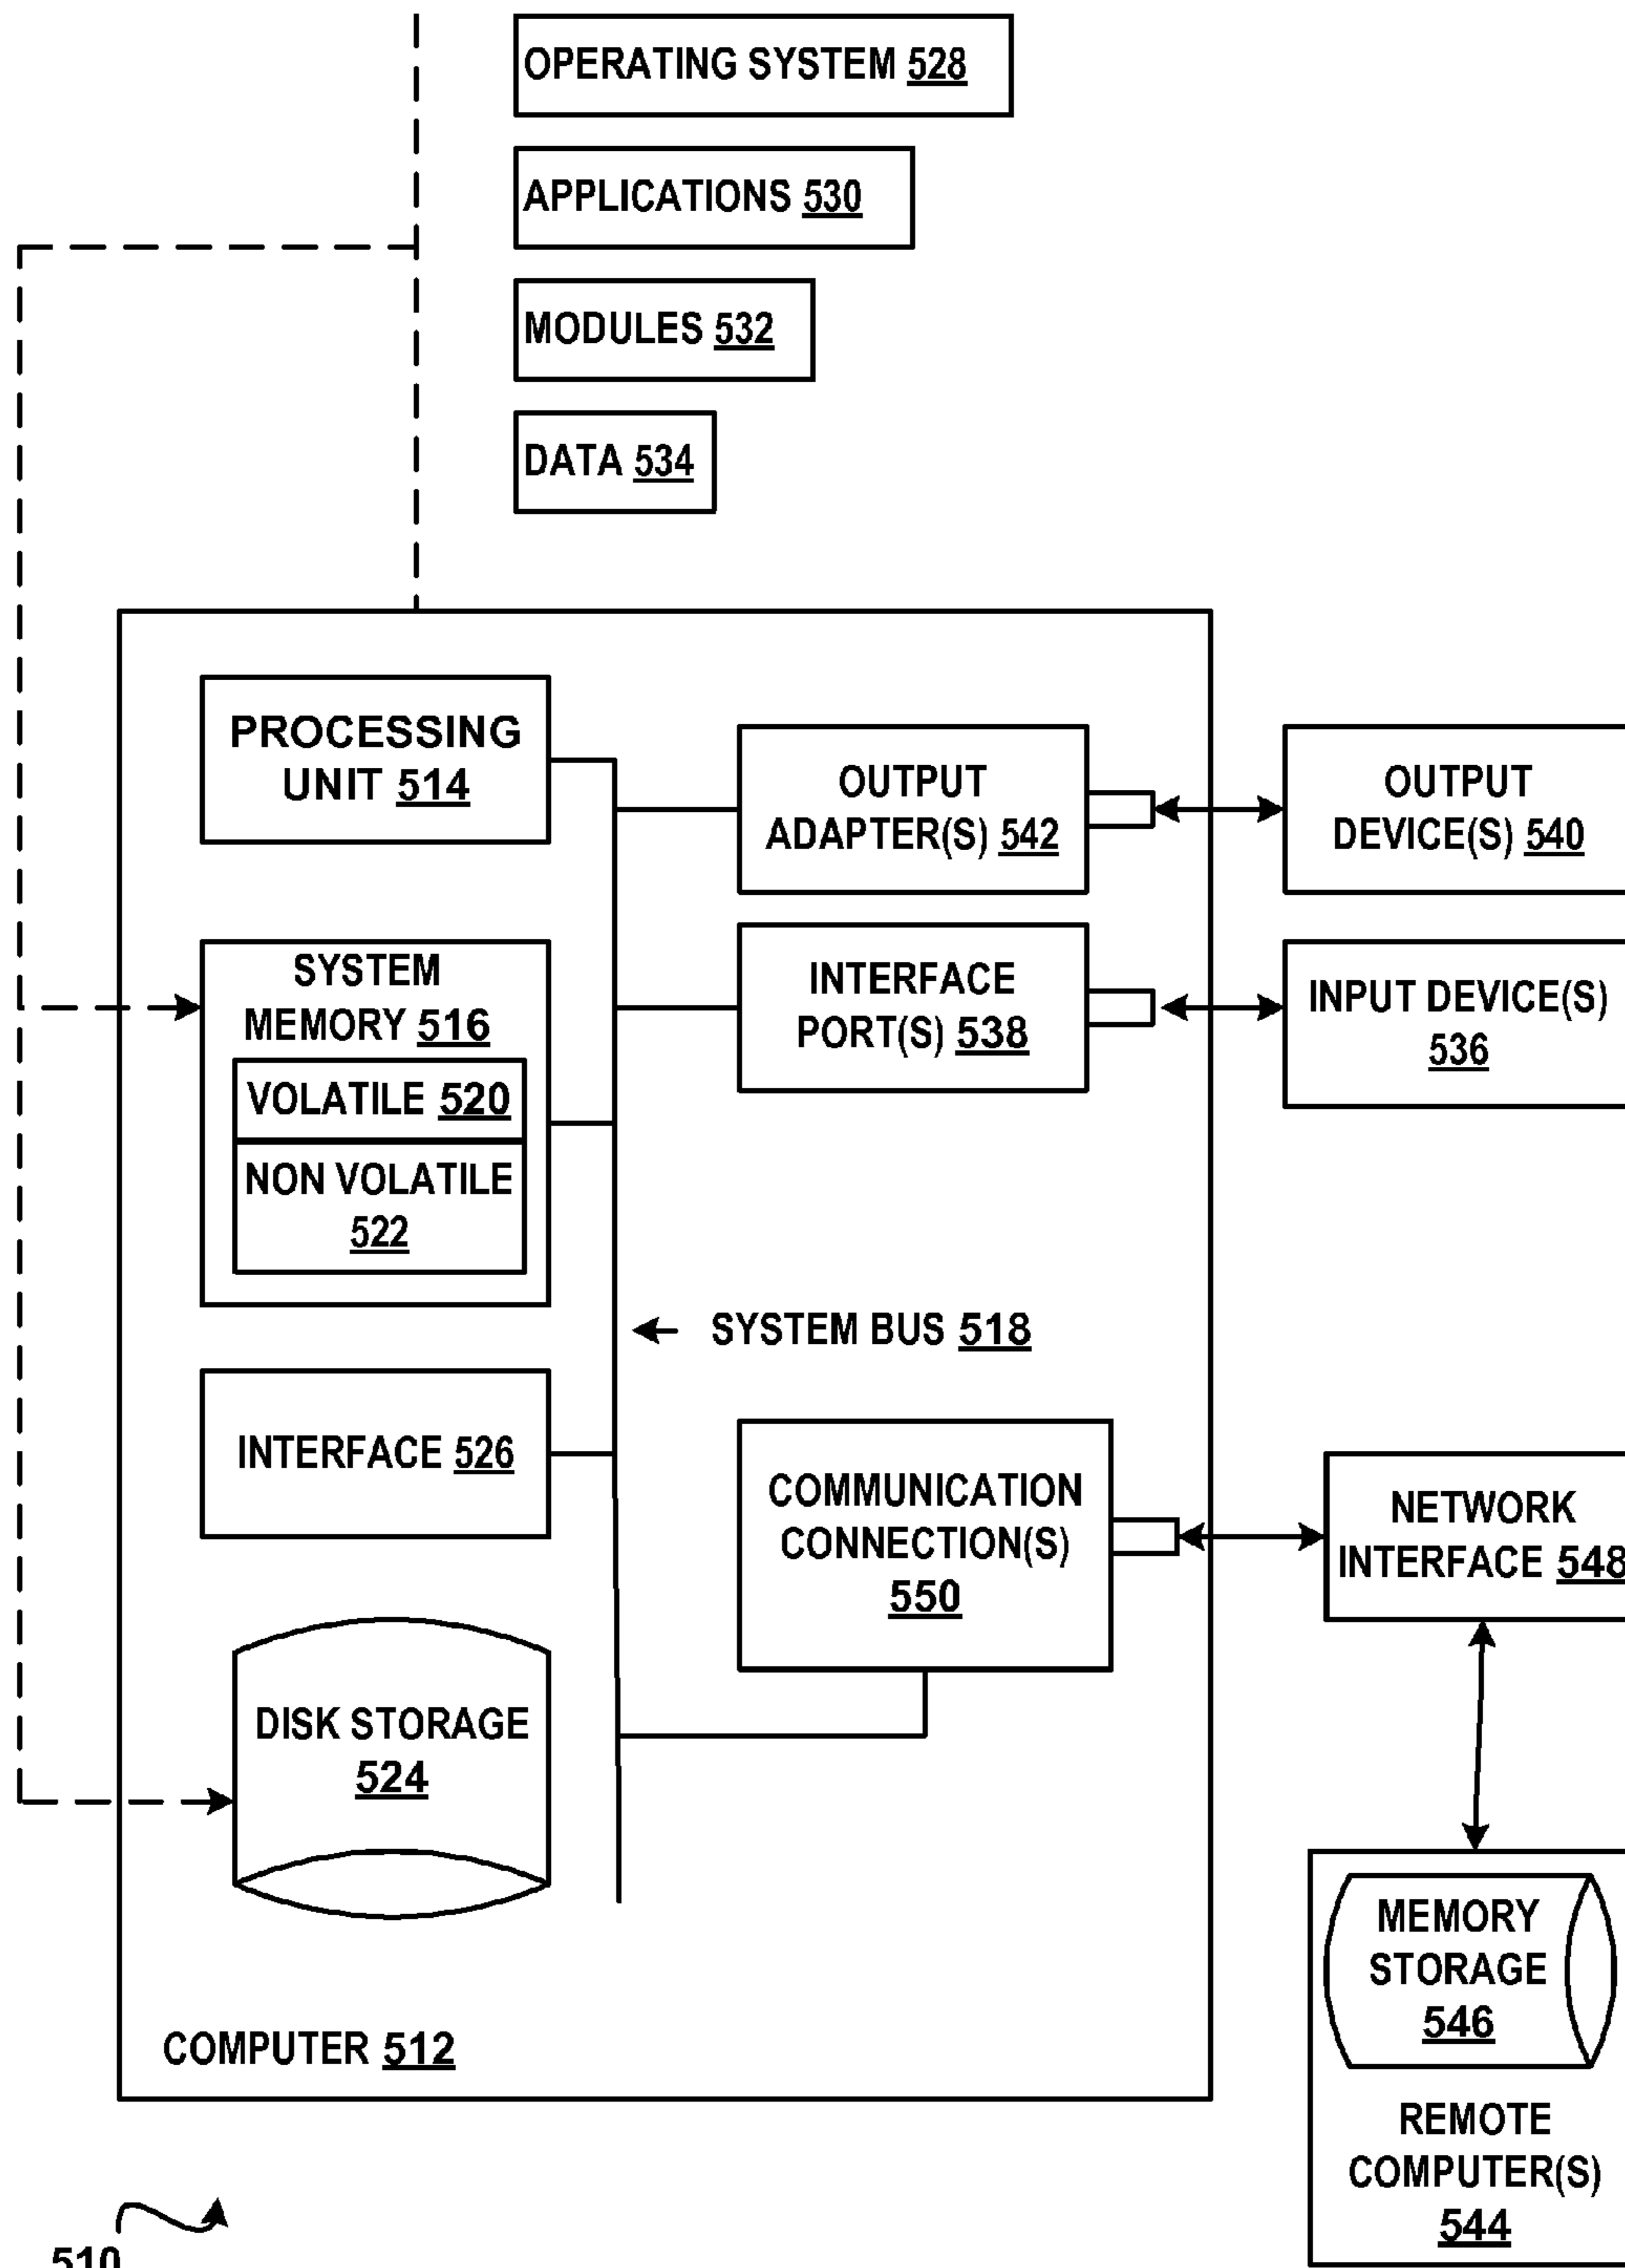 OPERATING SYSTEM 528
APPLICATIONS 530
MODULES 532
DATA 534
PROCESSING
UNIT 514
OUTPUT
ADAPTER(S) 542
OUTPUT
DEVICE(S) 540
SYSTEM
MEMORY 516
VOLATILE 520
NON VOLATILE
522
INTERFACE
PORT(S) 538
INPUT DEVICE(S)
536
SYSTEM BUS 518
INTERFACE 526
COMMUNICATION
CONNECTION(S)
550
NETWORK
INTERFACE 548
DISK STORAGE
524
MEMORY
STORAGE
546
REMOTE
COMPUTER(S)
544
COMPUTER 512
510